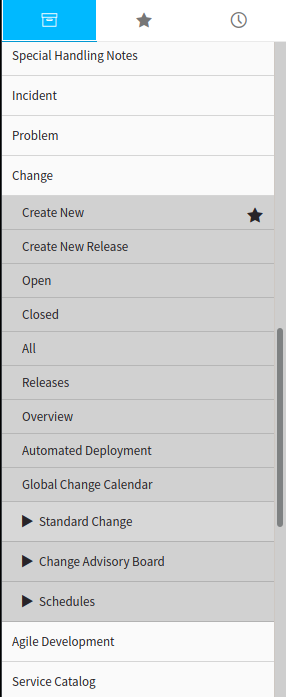 Special Handling Notes
Incident
Problem
Change
Create New
Create New Release
Open
Closed
All
Releases
Overview
Automated Deployment
Global Change Calendar
Standard Change
Change Advisory Board
Schedules
Agile Development
Service Catalog